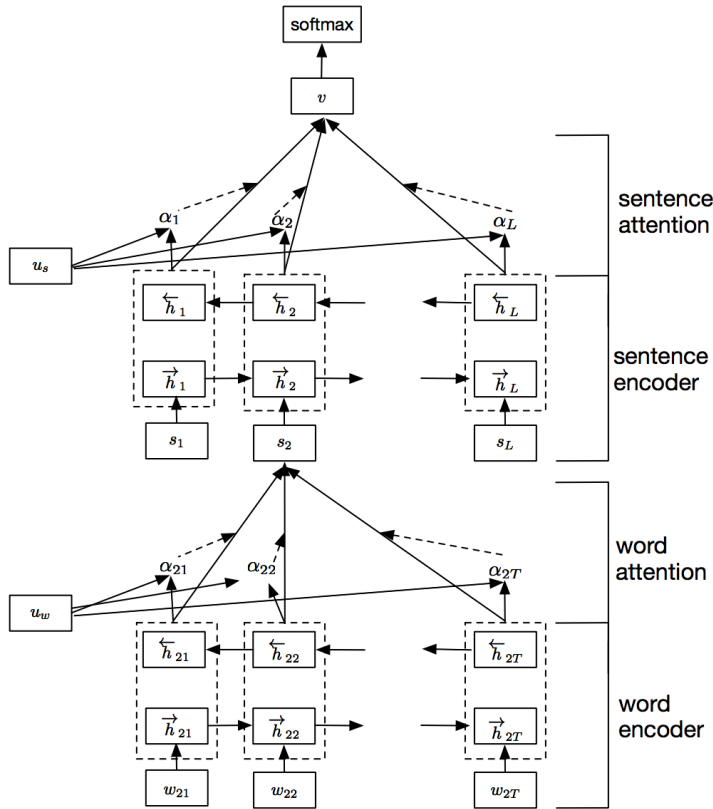 softmax
v
sentence
attention
α1 α2 αL
us
←h1 ←h2 ←hL
sentence
encoder
→h1 →h2 →hL
s1 s2 sL
word
attention
α21 α22 α2T
uw
←h21 ←h22 ←h2T
word
encoder
→h21 →h22 →h2T
w21 w22 w2T